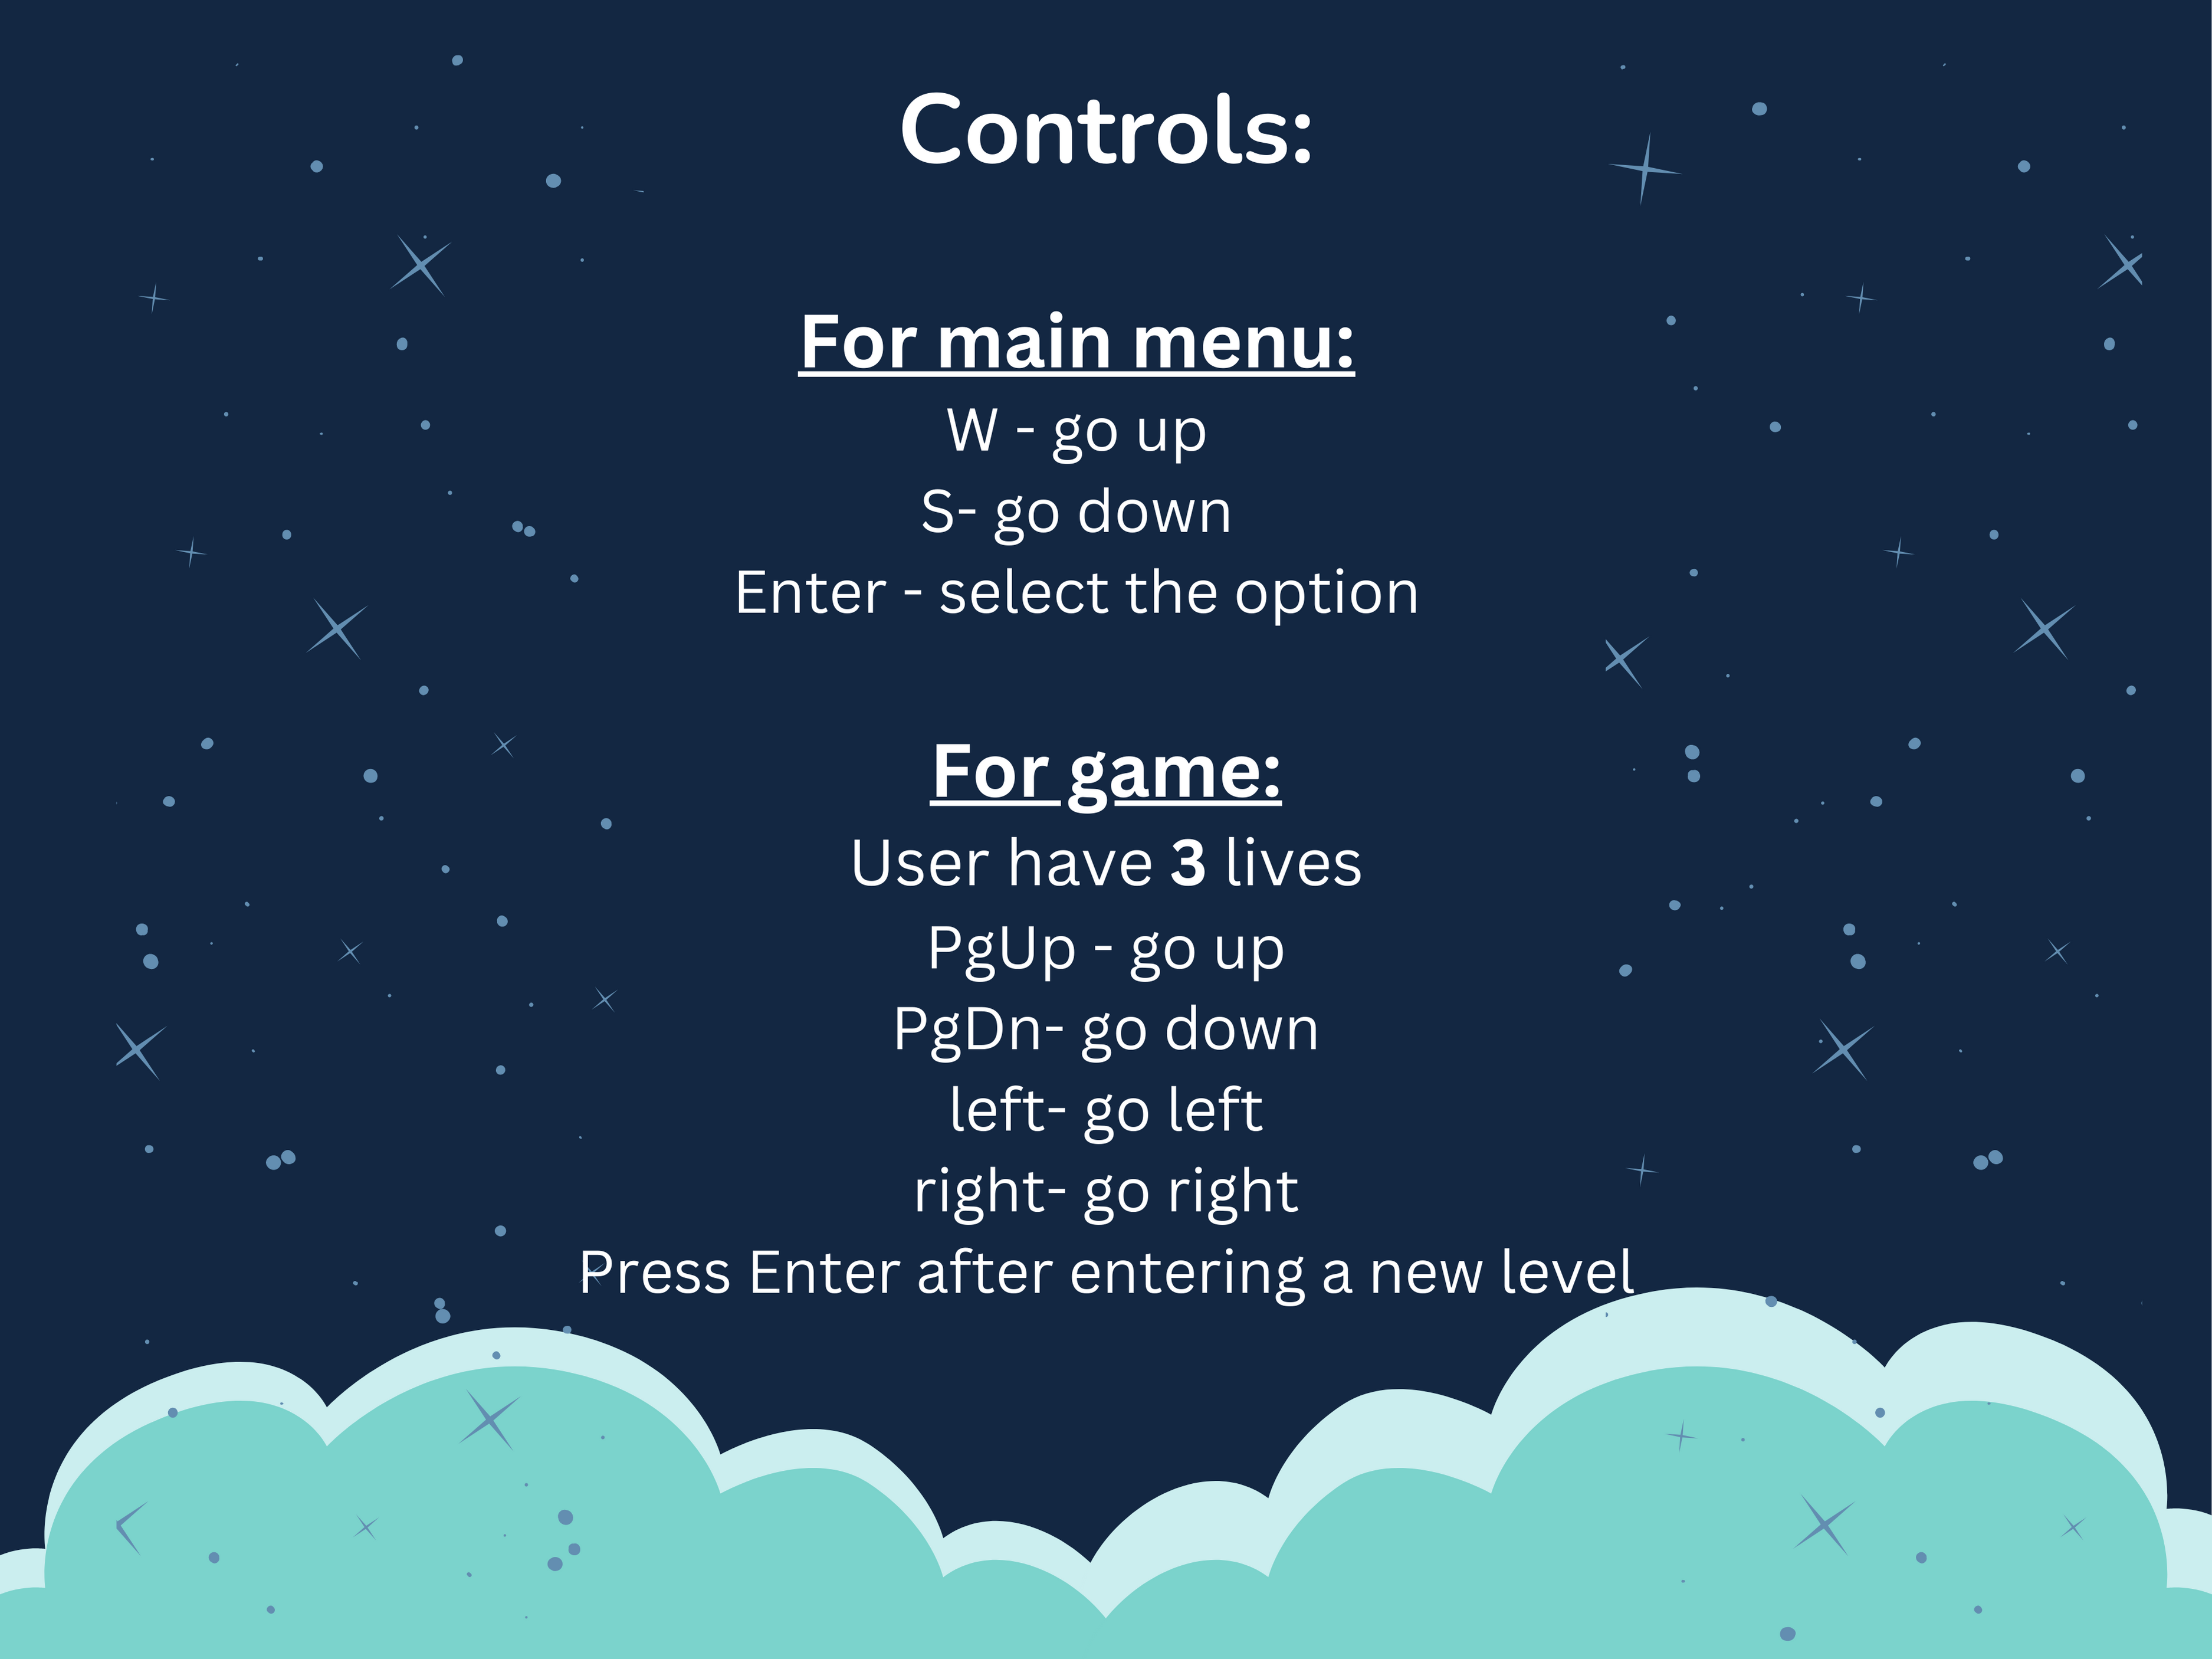 Controls:
For main menu:
W - go up
S- go down
Enter - select the option
For game:
User have 3 lives
PgUp - go up
PgDn- go down
left- go left
right- go right
Press Enter after entering a new level